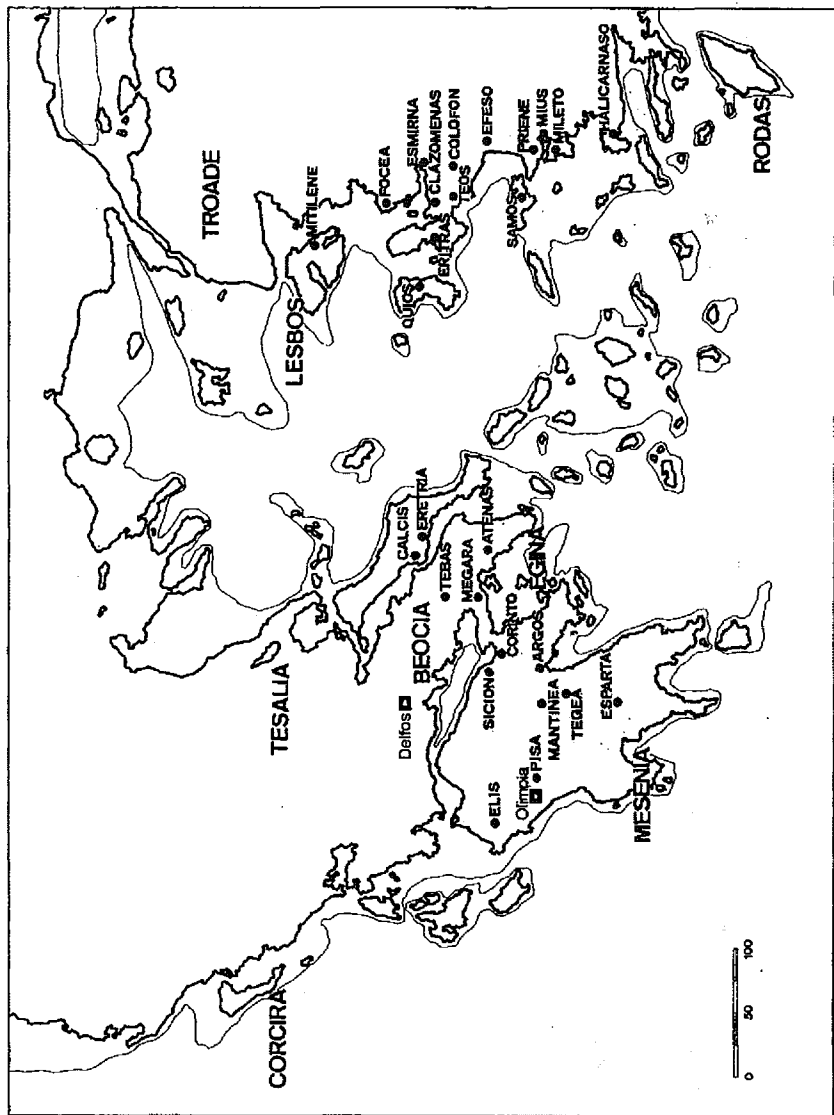 TROADE
MITILENE
LESBOS
FOCEA
ESMIRNA
CLAZOMENAS
COLOFON
TEOS
ERITRAS
QUIOS
EFESO
PRIENE
MIUS
MILETO
SAMOS
HALICARNASO
RODAS
TESALIA
CALCIS
ERETRIA
BEOCIA
Delfos
TEBAS
MEGARA
ATENAS
EGINA
CORINTO
SICION
ARGOS
MANTINEA
TEGEA
ESPARTA
ELIS
Olimpia
PISA
MESENIA
CORCIRA
0 50 100